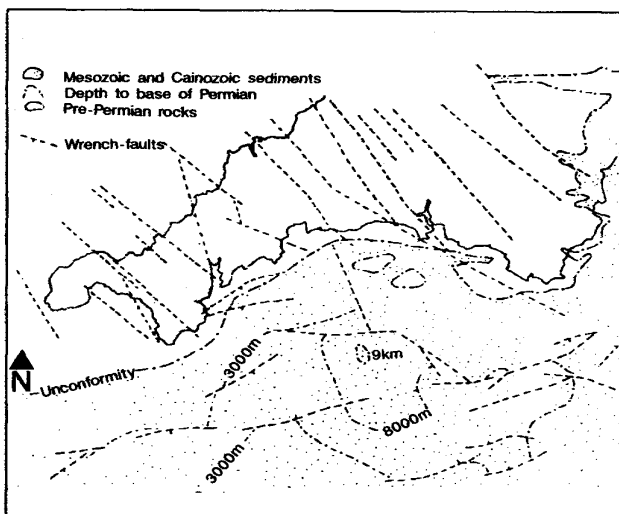 Mesozoic and Cainozoic sediments
Depth to base of Permian
Pre-Permian rocks
Wrench-faults
N
Unconformity
3000m
9km
8000m
3000m